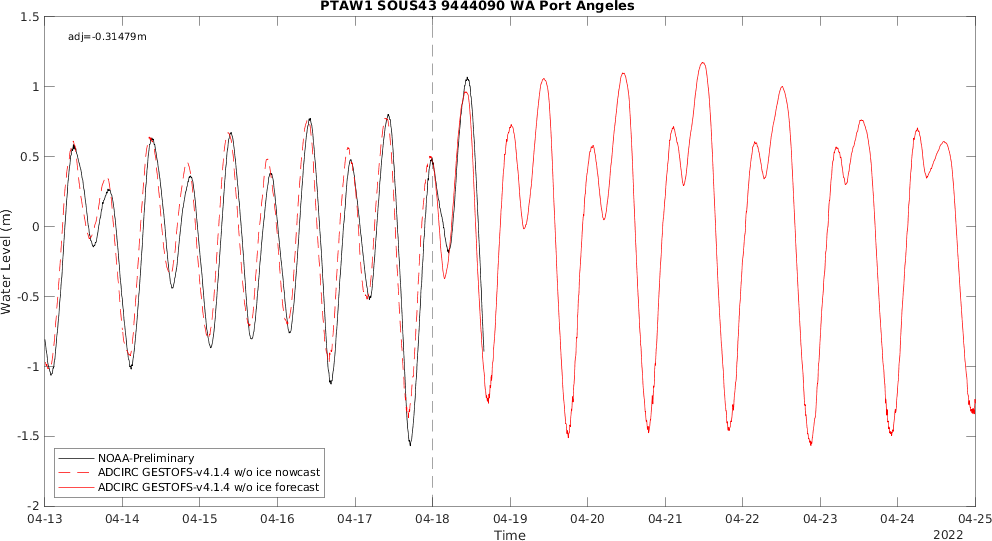 PTAW1 SOUS43 9444090 WA Port Angeles
adj=-0.31479m
1.5
1
0.5
0
-0.5
-1
-1.5
-2
Water Level (m)
NOAA-Preliminary
ADCIRC GESTOFS-v4.1.4 w/o ice nowcast
ADCIRC GESTOFS-v4.1.4 w/o ice forecast
04-13 04-14 04-15 04-16 04-17 04-18 04-19 04-20 04-21 04-22 04-23 04-24 04-25
Time
2022